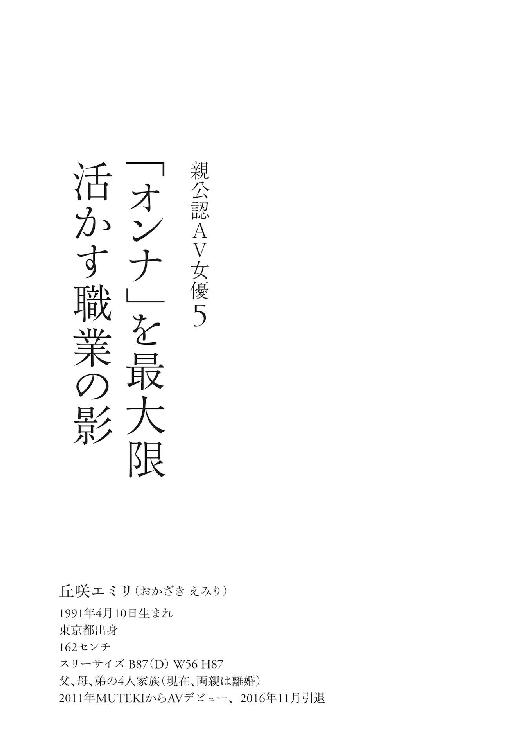 親公認AV女優5
「オンナ」を最大限
活かす職業の影
丘咲エミリ（おかざき えみり）
1991年4月10日生まれ
東京都出身
162センチ
スリーサイズ B87（D） W56 H87
父、母、弟の4人家族（現在、両親は離婚）
2011年MUTEKIからAVデビュー、2016年11月引退